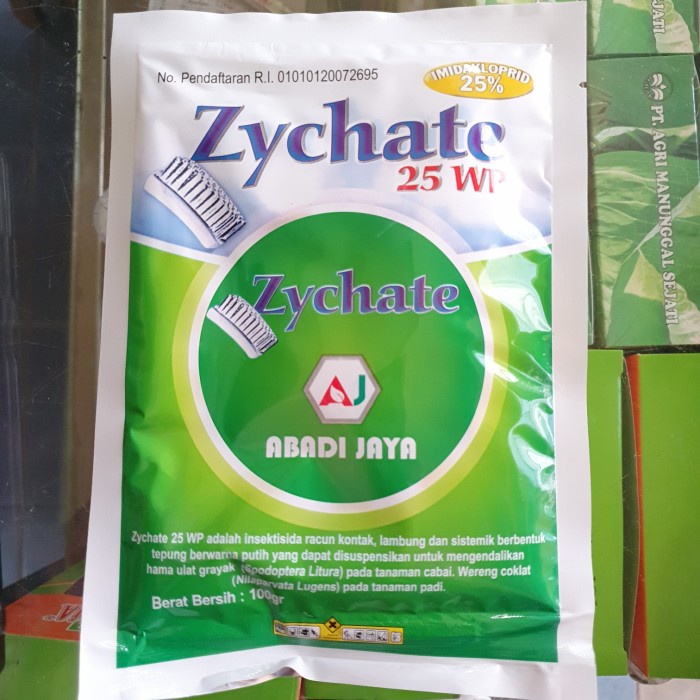 No. Pendaftaran R.I. 01010120072695
IMIDAKLOPRID
25%
Zychate
25 WP
Zychate
AJ
ABADI JAYA
Zychate 25 WP adalah insektisida racun kontak, lambung dan sistemik berbentuk
tepung berwarna putih yang dapat disuspensikan untuk mengendalikan
hama ulat grayak (Spodoptera Litura) pada tanaman cabai. Wereng coklat
(Nilaparvata Lugens) pada tanaman padi.
Berat Bersih : 100gr
PT. AGRI MANUNGGAL SEJATI
JATI